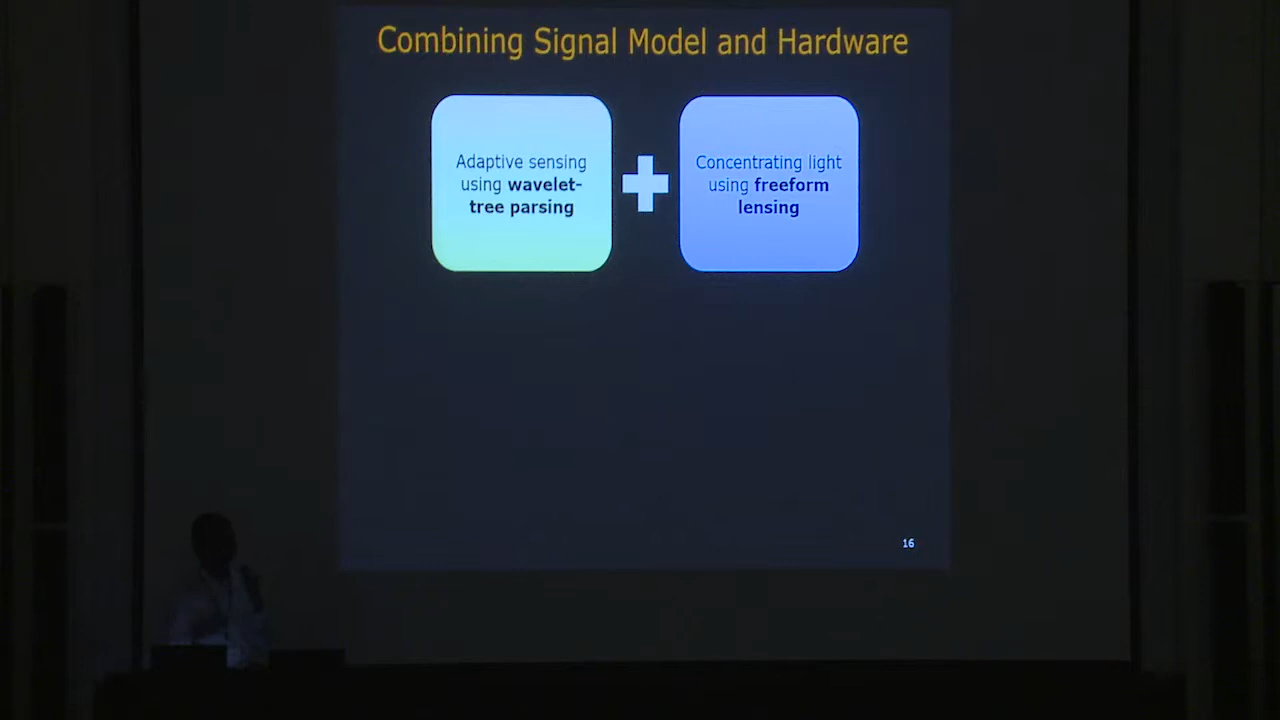 Combining Signal Model and Hardware
Adaptive sensing
using wavelet-
tree parsing
Concentrating light
using freeform
lensing
16